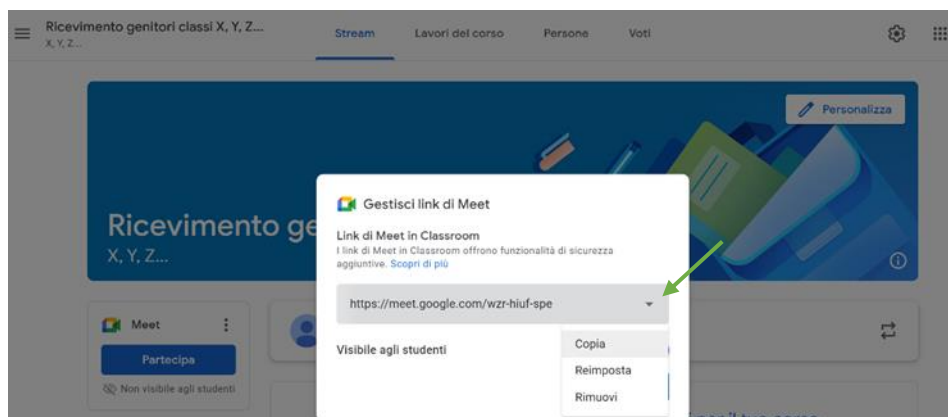 Ricevimento genitori classi X, Y, Z...
X, Y, Z...
Stream
Lavori del corso
Persone
Voti
Personalizza
Ricevimento ge
X, Y, Z...
Gestisci link di Meet
Link di Meet in Classroom
I link di Meet in Classroom offrono funzionalità di sicurezza
aggiuntive. Scopri di più
https://meet.google.com/wzr-hiuf-spe
Visibile agli studenti
Copia
Reimposta
Rimuovi
Meet
Partecipa
Non visibile agli studenti